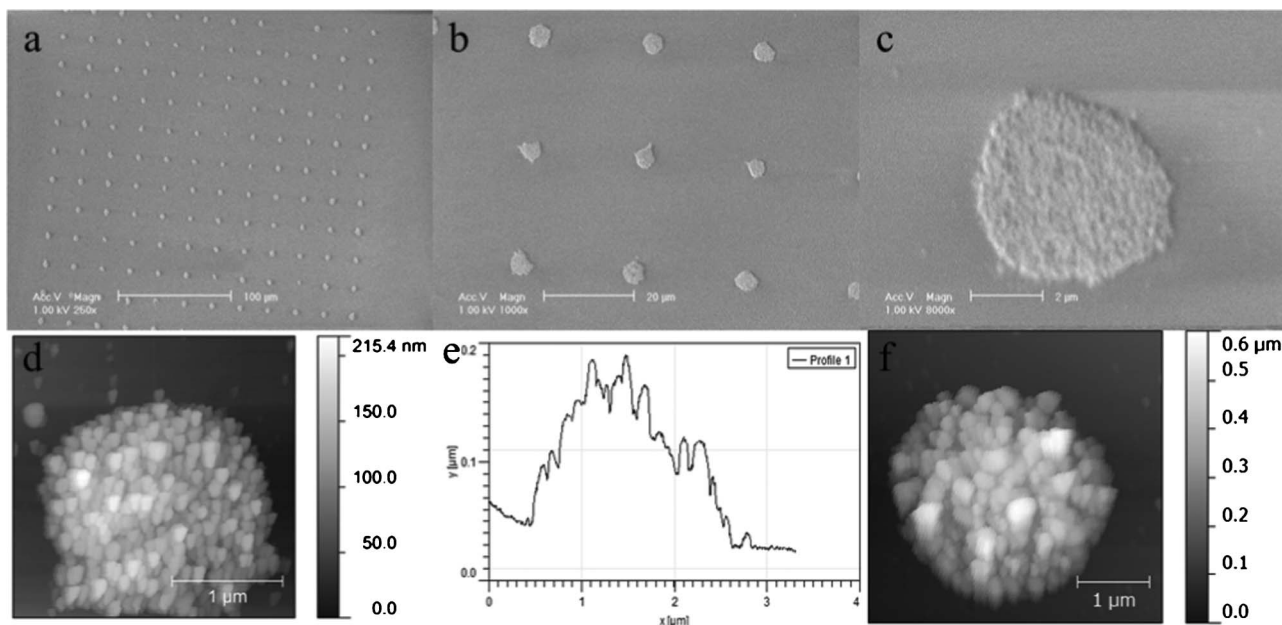 a
b
c
Acc.V Magn
1.00 kV 250x
100 µm
Acc.V Magn
1.00 kV 1000x
20 µm
Acc.V Magn
1.00 kV 8000x
2 µm
d
215.4 nm
150.0
100.0
50.0
0.0
1 µm
e
0.2
0.1
0.0
y [µm]
Profile 1
0
1
2
3
4
x [µm]
f
0.6 µm
0.5
0.4
0.3
0.2
0.1
0.0
1 µm